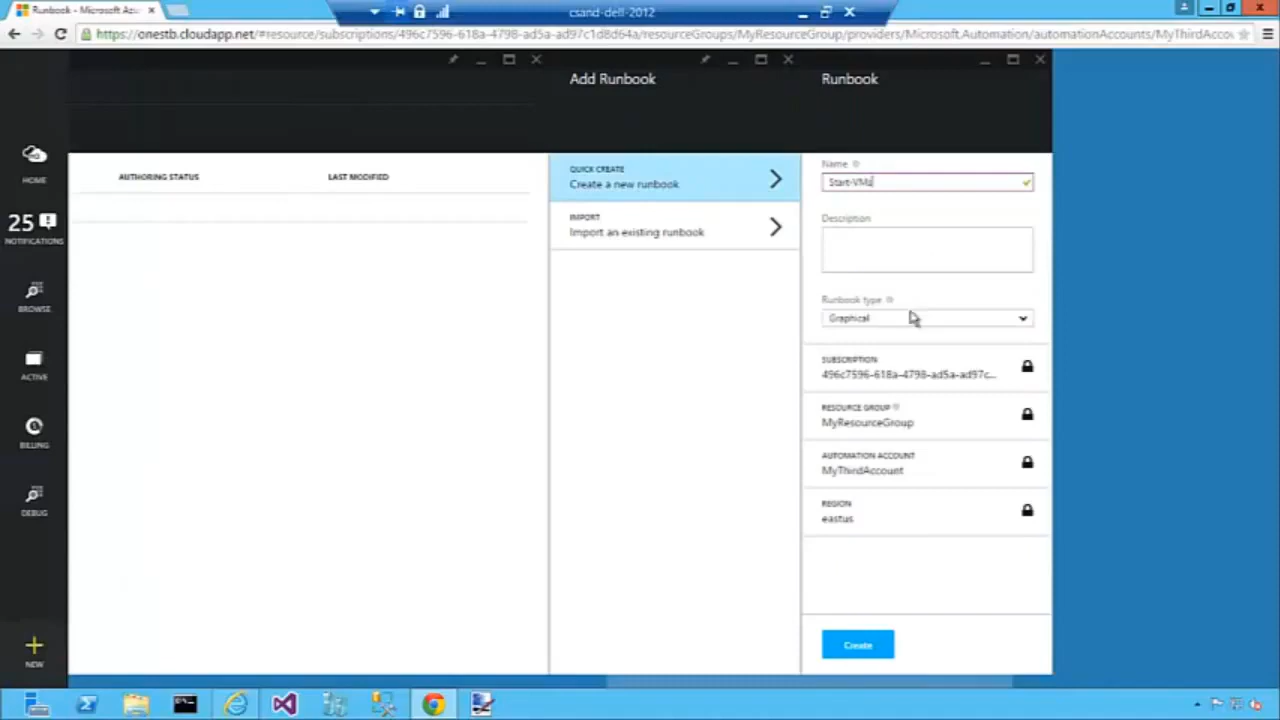 Runbook - Microsoft Azu
csand-dell-2012
https://onestb.cloudapp.net/#resource/subscriptions/496c7596-618a-4798-ad5a-ad97c1d8d64a/resourceGroups/MyResourceGroup/providers/Microsoft.Automation/automationAccounts/MyThirdAccou
Add Runbook
Runbook
HOME
25
NOTIFICATIONS
BROWSE
ACTIVE
BILLING
DEBUG
NEW
AUTHORING STATUS
LAST MODIFIED
QUICK CREATE
Create a new runbook
IMPORT
Import an existing runbook
Name
Start-VMs
Description
Runbook type
Graphical
SUBSCRIPTION
496c7596-618a-4798-ad5a-ad97c...
RESOURCE GROUP
MyResourceGroup
AUTOMATION ACCOUNT
MyThirdAccount
REGION
eastus
Create